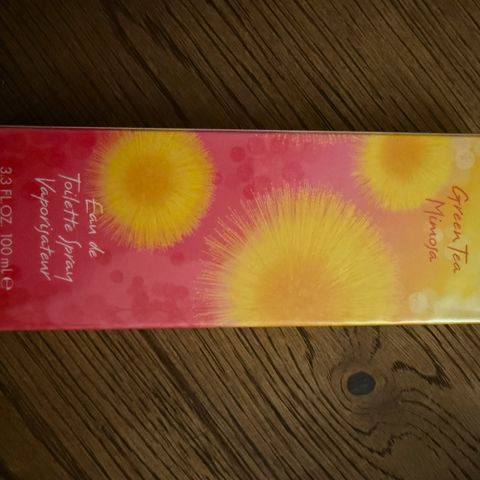 Green Tea
Mimosa
Eau de
Toilette Spray
Vaporisateur
3.3 FL.OZ. 100 mL e